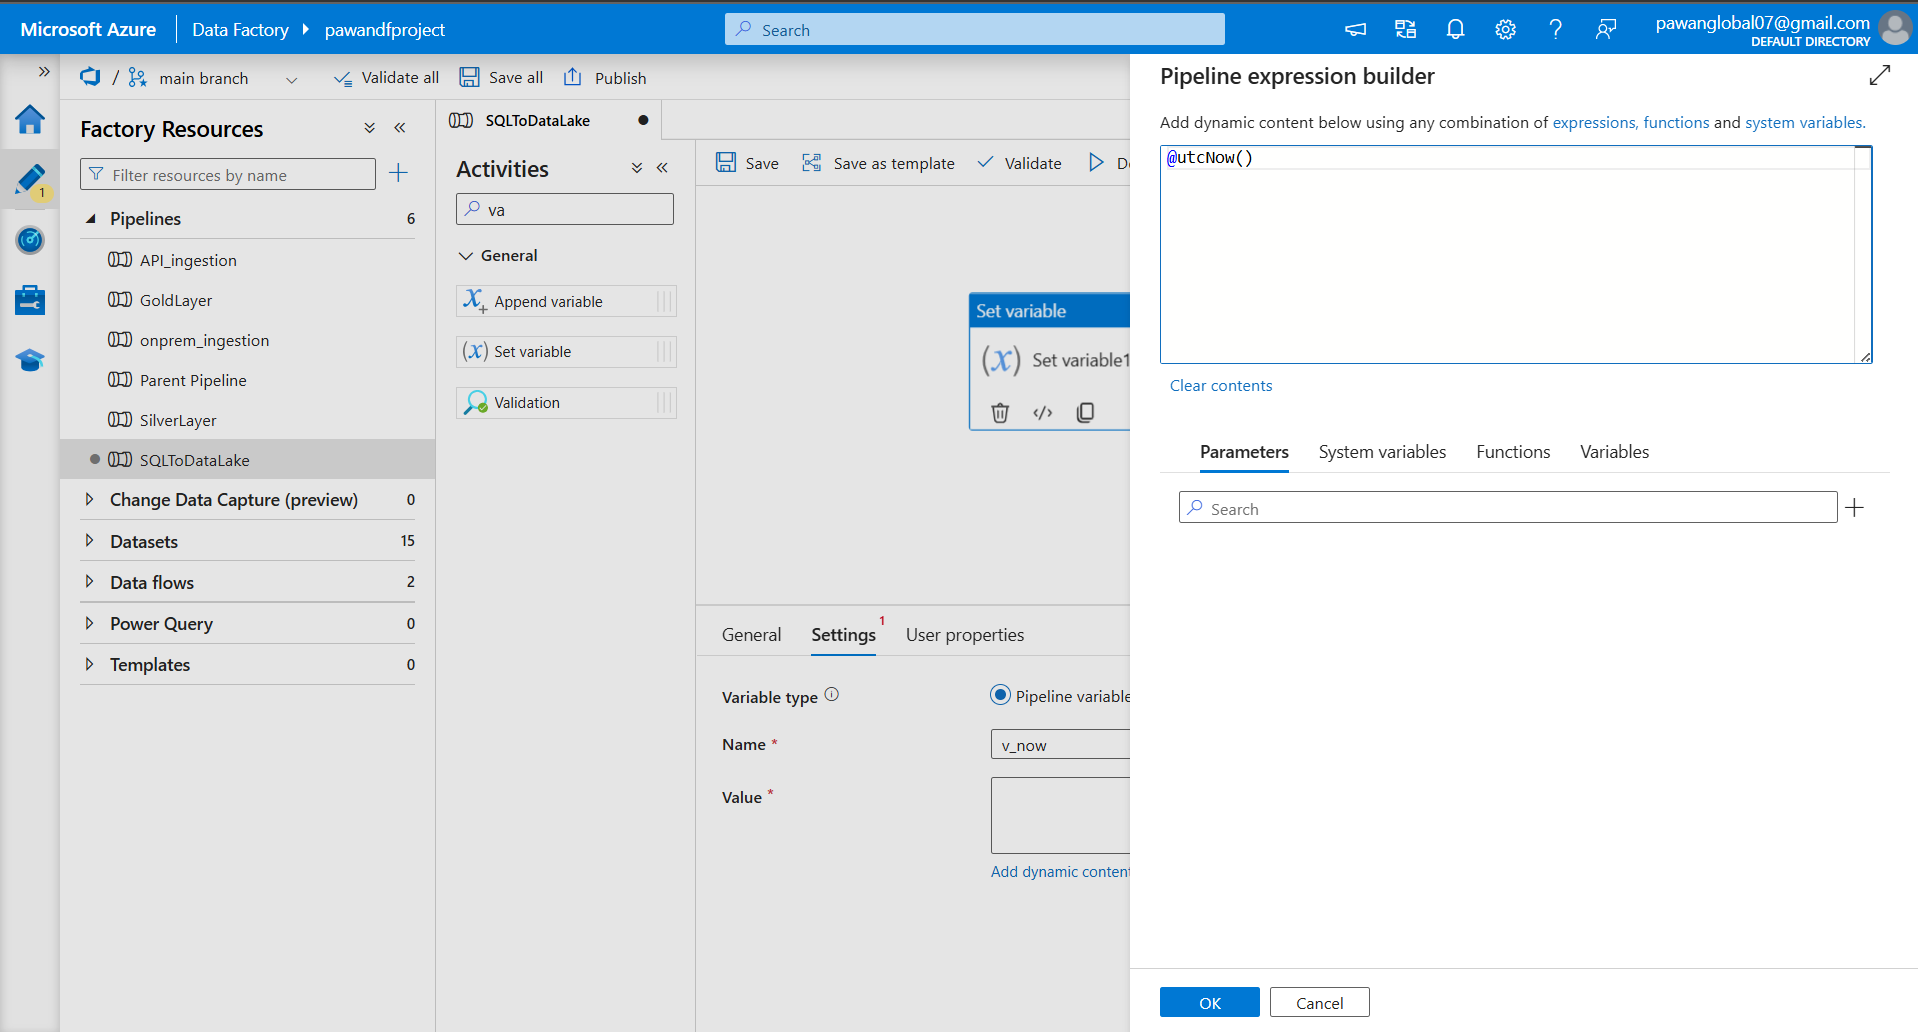 Microsoft Azure
Data Factory
pawandfproject
Search
pawanglobal07@gmail.com
DEFAULT DIRECTORY
/
main branch
Validate all
Save all
Publish
1
Factory Resources
Filter resources by name
Pipelines
6
API_ingestion
GoldLayer
onprem_ingestion
Parent Pipeline
SilverLayer
SQLToDataLake
Change Data Capture (preview)
0
Datasets
15
Data flows
2
Power Query
0
Templates
0
SQLToDataLake
Activities
va
General
Append variable
Set variable
Validation
Save
Save as template
Validate
Set variable
Set variable1
General
Settings
1
User properties
Variable type
Pipeline variable
Name *
v_now
Value *
Add dynamic content
Pipeline expression builder
Add dynamic content below using any combination of expressions, functions and system variables.
@utcNow()
Clear contents
Parameters
System variables
Functions
Variables
Search
OK
Cancel